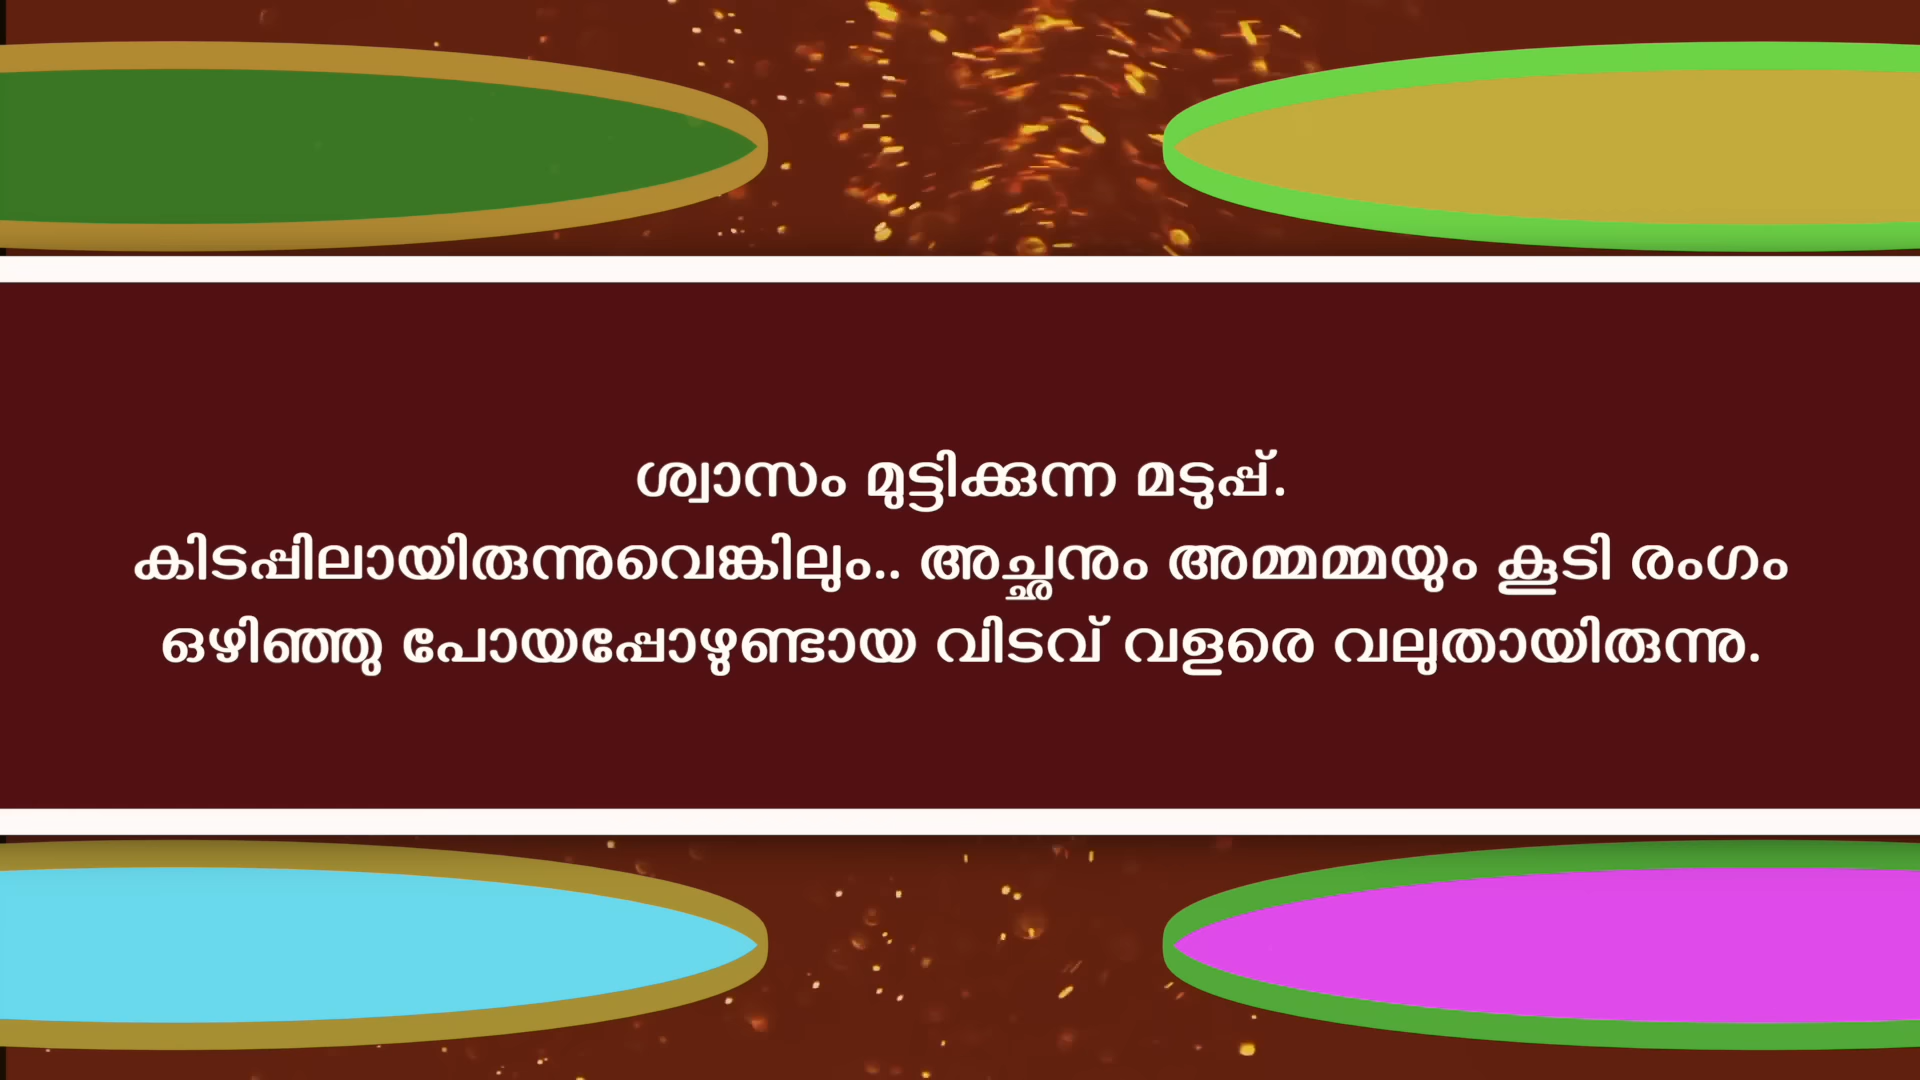 ശ്വാസം മുട്ടിക്കുന്ന മടുപ്പ്.
കിടപ്പിലായിരുന്നുവെങ്കിലും.. അച്ഛനും അമ്മമ്മയും കൂടി രംഗം
ഒഴിഞ്ഞു പോയപ്പോഴുണ്ടായ വിടവ് വളരെ വലുതായിരുന്നു.